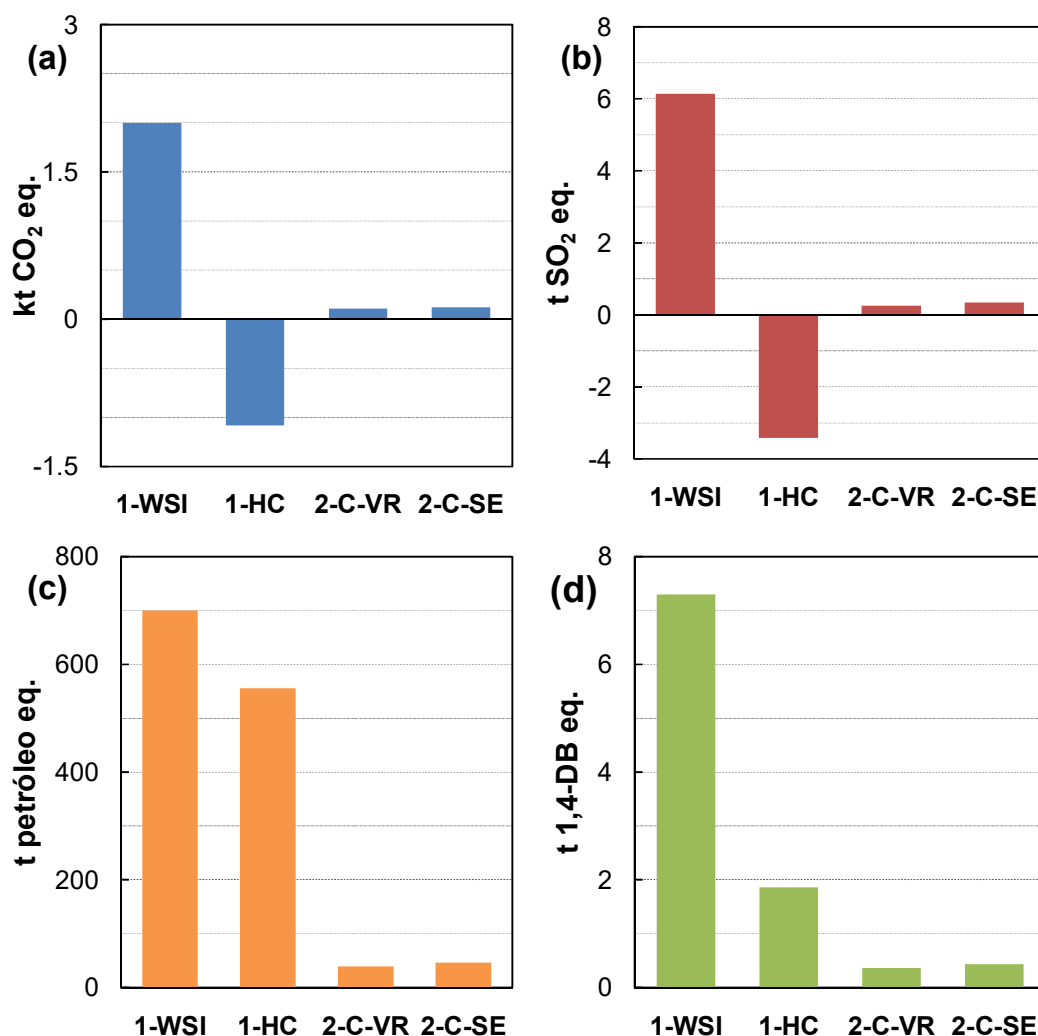 (a)
kt CO₂ eq.
3
1.5
0
-1.5
1-WSI 1-HC 2-C-VR 2-C-SE
(b)
t SO₂ eq.
8
6
4
2
0
-2
-4
1-WSI 1-HC 2-C-VR 2-C-SE
(c)
t petróleo eq.
800
600
400
200
0
1-WSI 1-HC 2-C-VR 2-C-SE
(d)
t 1,4-DB eq.
8
6
4
2
0
1-WSI 1-HC 2-C-VR 2-C-SE